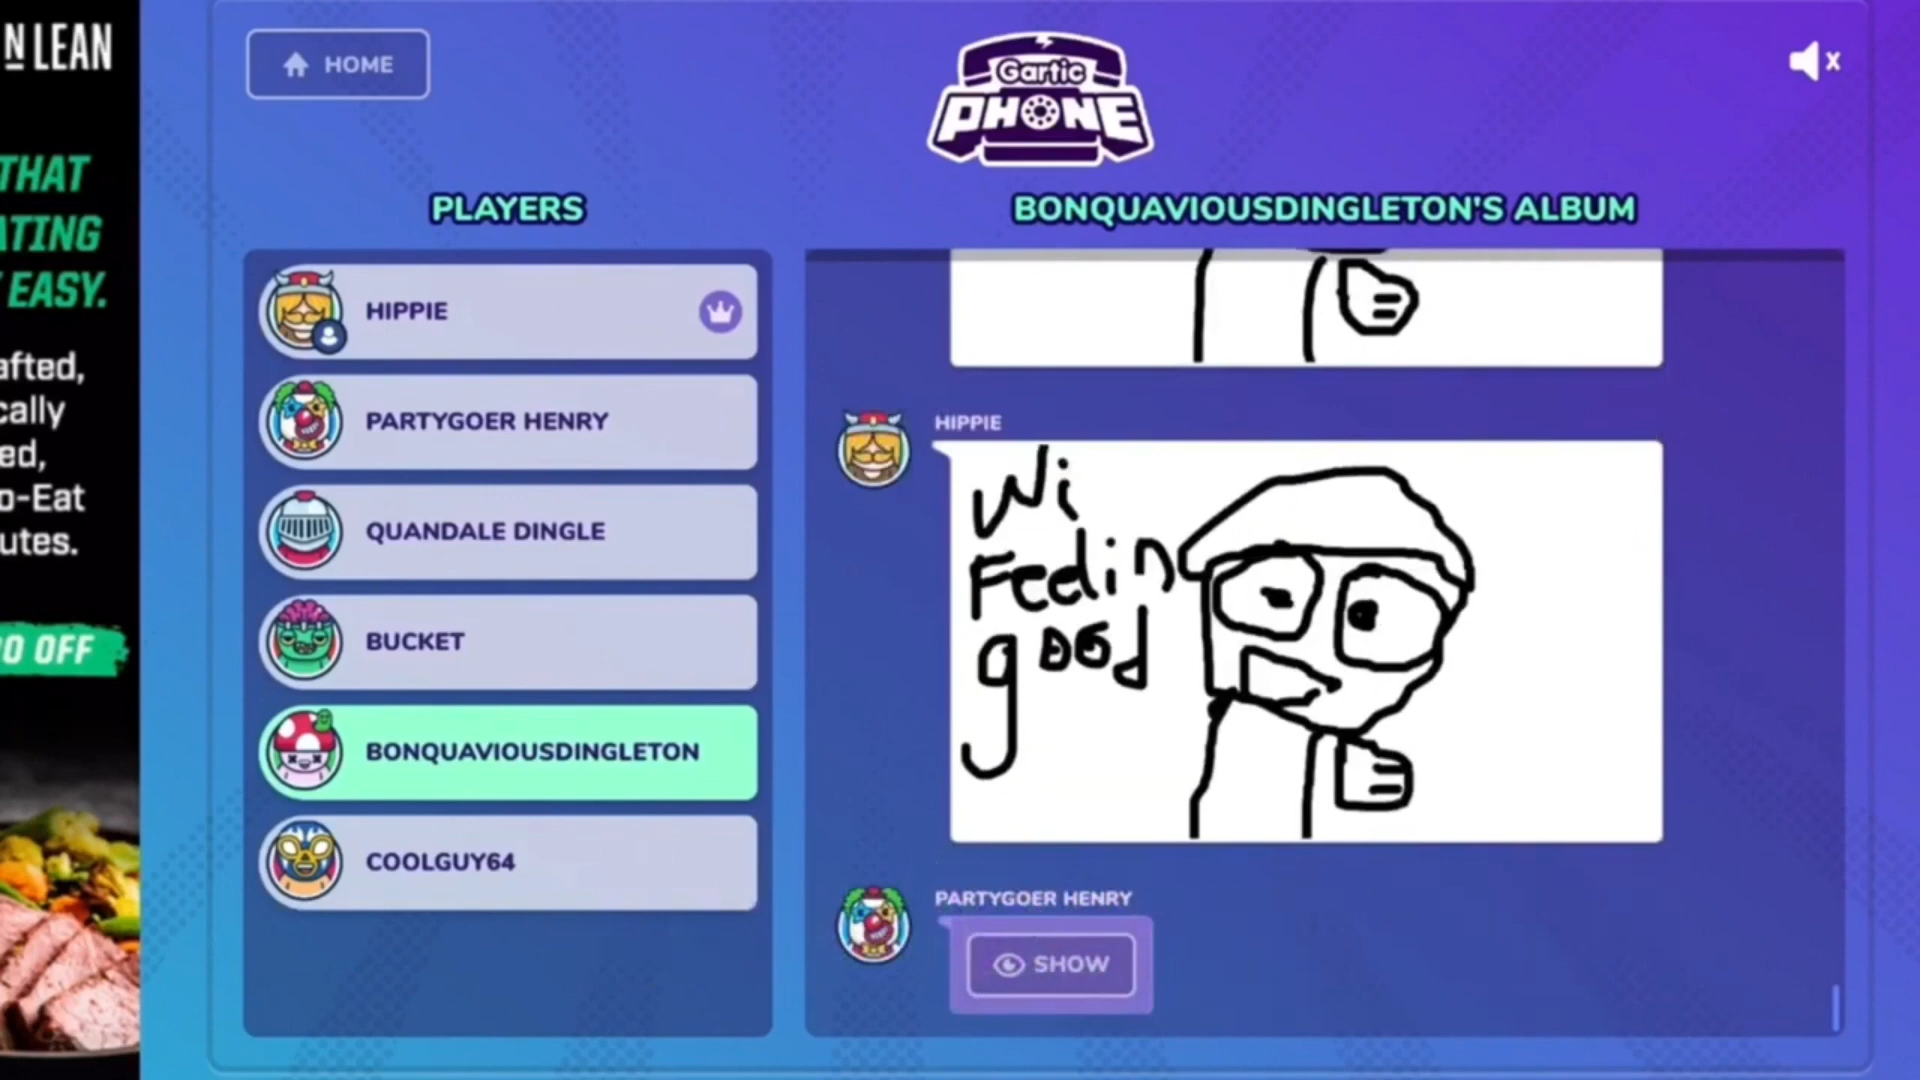 N LEAN
THAT
ATING
EASY.
afted,
cally
ed,
o-Eat
utes.
0 OFF
HOME
Gartic
PHONE
PLAYERS
HIPPIE
PARTYGOER HENRY
QUANDALE DINGLE
BUCKET
BONQUAVIOUSDINGLETON
COOLGUY64
BONQUAVIOUSDINGLETON'S ALBUM
HIPPIE
Wi
Feelin
good
PARTYGOER HENRY
SHOW